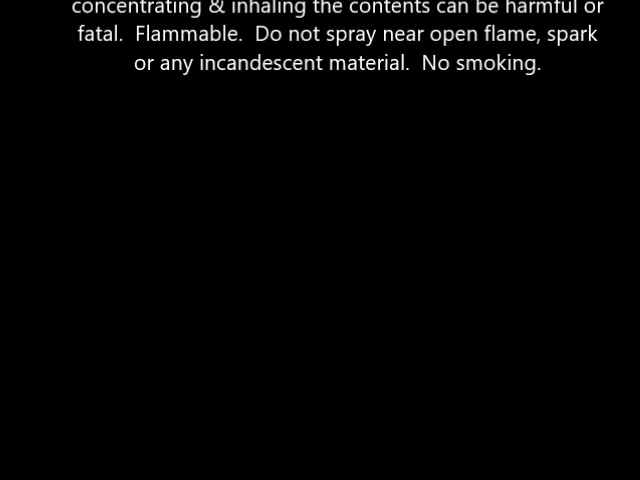 concentrating & inhaling the contents can be harmful or
fatal.  Flammable.  Do not spray near open flame, spark
or any incandescent material.  No smoking.